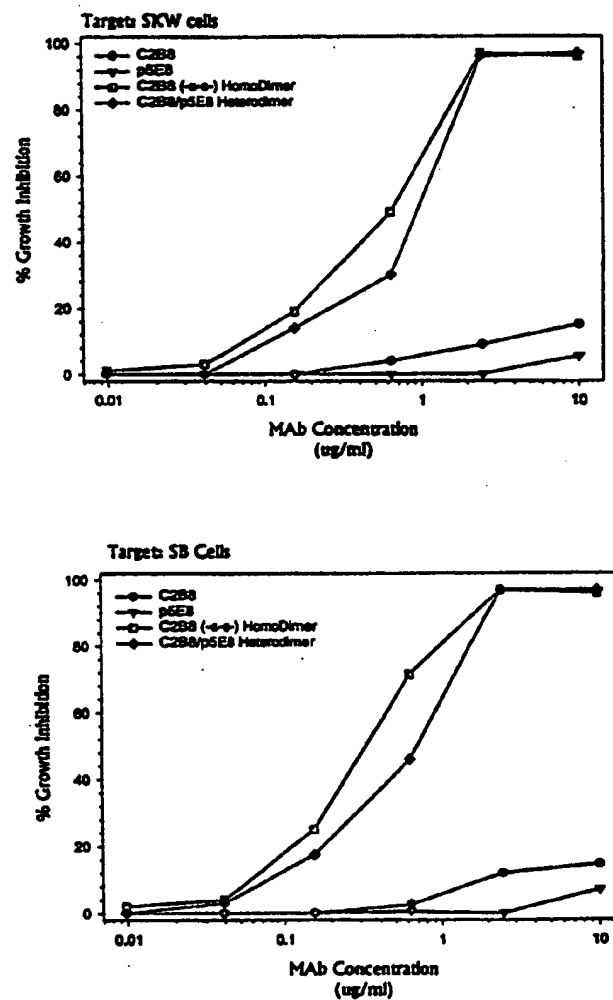 Target: SKW cells
C2B8
p5E8
C2B8 (-s-s-) HomoDimer
C2B8/p5E8 Heterodimer
% Growth Inhibition
100
80
60
40
20
0
0.01
0.1
1
10
MAb Concentration
(ug/ml)
Target: SB Cells
C2B8
p5E8
C2B8 (-s-s-) HomoDimer
C2B8/p5E8 Heterodimer
% Growth Inhibition
100
80
60
40
20
0
0.01
0.1
1
10
MAb Concentration
(ug/ml)